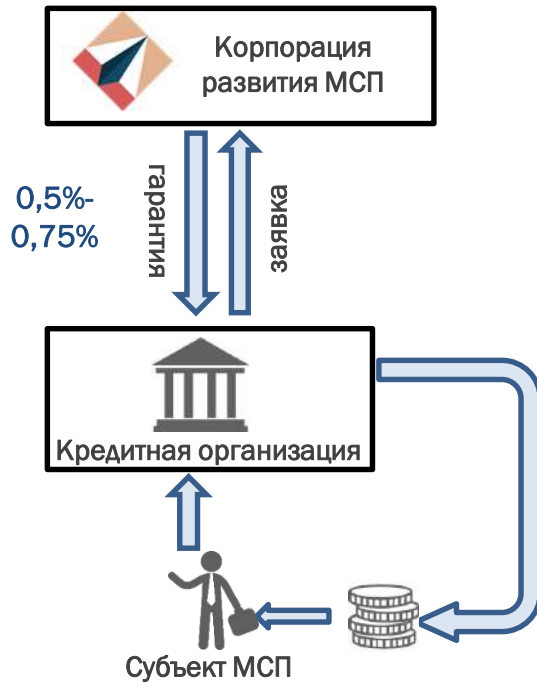 Корпорация
развития МСП
0,5%-
0,75%
гарантия
заявка
Кредитная организация
Субъект МСП